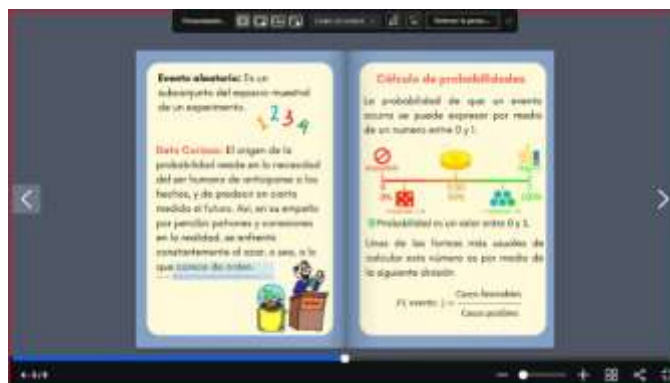 Evento aleatorio: Es un
subconjunto del espacio muestral
de un experimento.
1 2 3 4
Dato Curioso: El origen de la
probabilidad reside en la necesidad
del ser humano de anticiparse a los
hechos, y de predecir en cierta
medida el futuro. Así, en su empeño
por percibir patrones y conexiones
en la realidad, se enfrentó
constantemente al azar, o sea, a lo
que carece de orden.
Cálculo de probabilidades
La probabilidad de que un evento
ocurra se puede expresar por medio
de un numero entre 0 y 1.
0%
50%
100%
Probabilidad es un valor entre 0 y 1.
Unas de las formas más usuales de
calcular este número es por medio de
la siguiente división
P( evento ) =
Casos favorables
Casos posibles